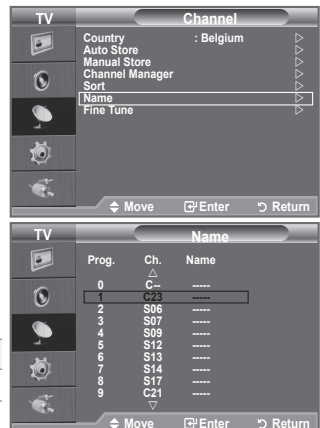 TV Channel
Country : Belgium ▷
Auto Store ▷
Manual Store ▷
Channel Manager ▷
Sort ▷
Name ▷
Fine Tune ▷
Move Enter Return
TV Name
Prog. Ch. Name
△
0 C-- -----
1 C23 -----
2 S06 -----
3 S07 -----
4 S09 -----
5 S12 -----
6 S13 -----
7 S14 -----
8 S17 -----
9 C21 -----
▽
Move Enter Return